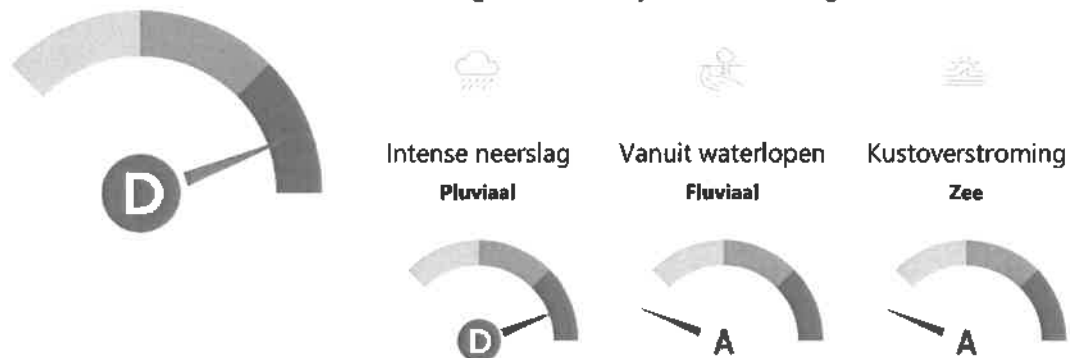 D
Intense neerslag
Vanuit waterlopen
Kustoverstroming
Pluviaal
Fluviaal
Zee
D
A
A